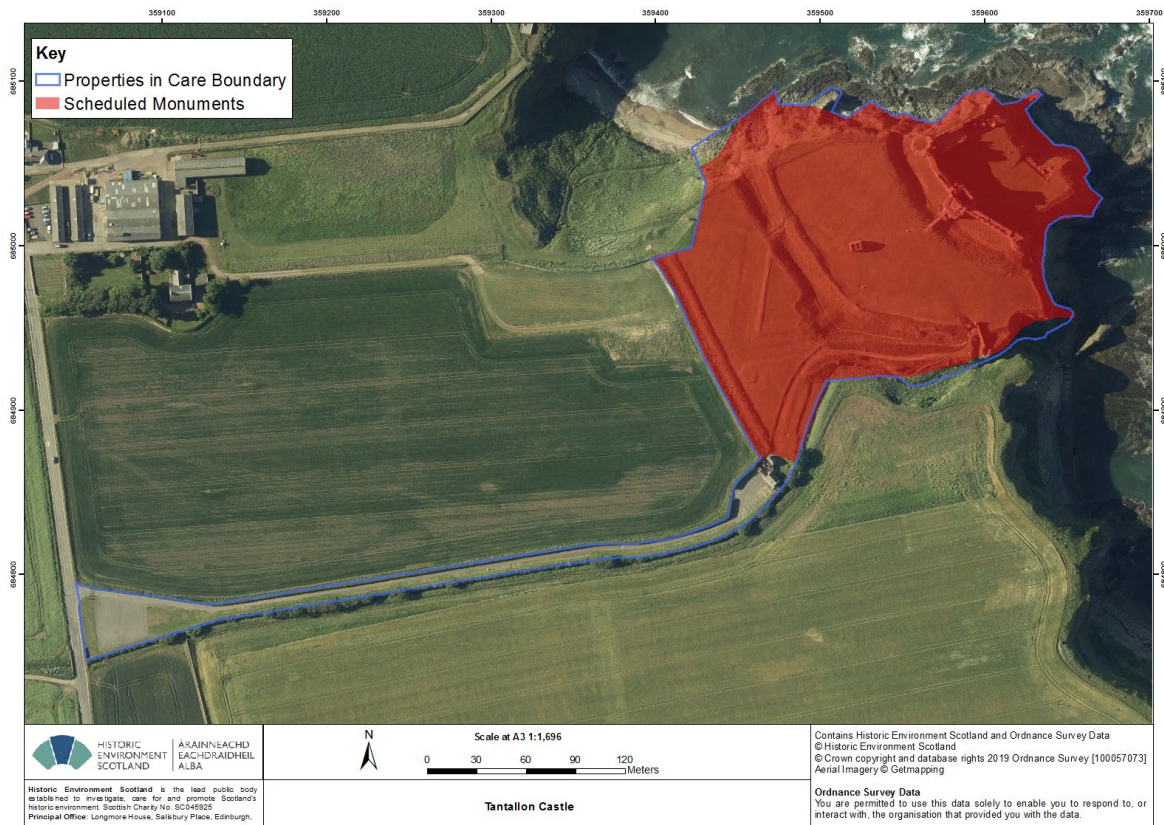 359100 359200 359300 359400 359500 359600 359700
Key
Properties in Care Boundary
Scheduled Monuments
685100 685100
685000 685000
684900 684900
684800 684800
HISTORIC
ENVIRONMENT
SCOTLAND
ÀRAINNEACHD
EACHDRAIDHEIL
ALBA
Historic Environment Scotland is the lead public body
established to investigate, care for and promote Scotland's
historic environment. Scottish Charity No. SC045925
Principal Office: Longmore House, Salisbury Place, Edinburgh,
N
Scale at A3 1:1,696
0 30 60 90 120
Meters
Tantallon Castle
Contains Historic Environment Scotland and Ordnance Survey Data
© Historic Environment Scotland
© Crown copyright and database rights 2019 Ordnance Survey [100057073]
Aerial Imagery © Getmapping
Ordnance Survey Data
You are permitted to use this data solely to enable you to respond to, or
interact with, the organisation that provided you with the data.